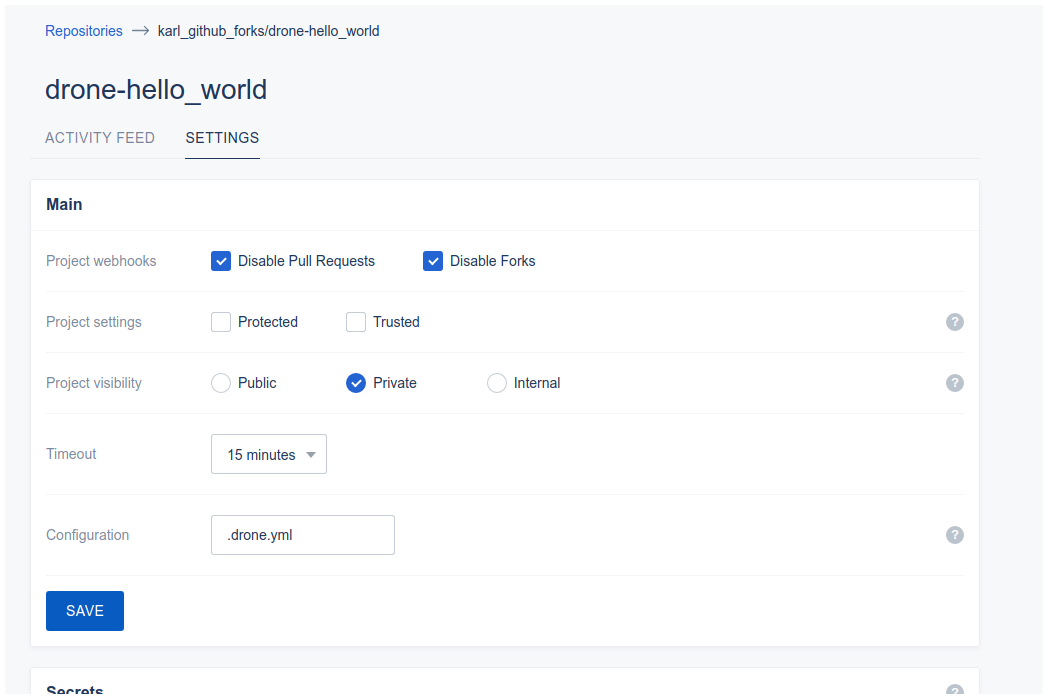 Repositories → karl_github_forks/drone-hello_world
drone-hello_world
ACTIVITY FEED SETTINGS
Main
Project webhooks Disable Pull Requests Disable Forks
Project settings Protected Trusted ?
Project visibility Public Private Internal ?
Timeout 15 minutes
Configuration .drone.yml ?
SAVE
Secrets ?